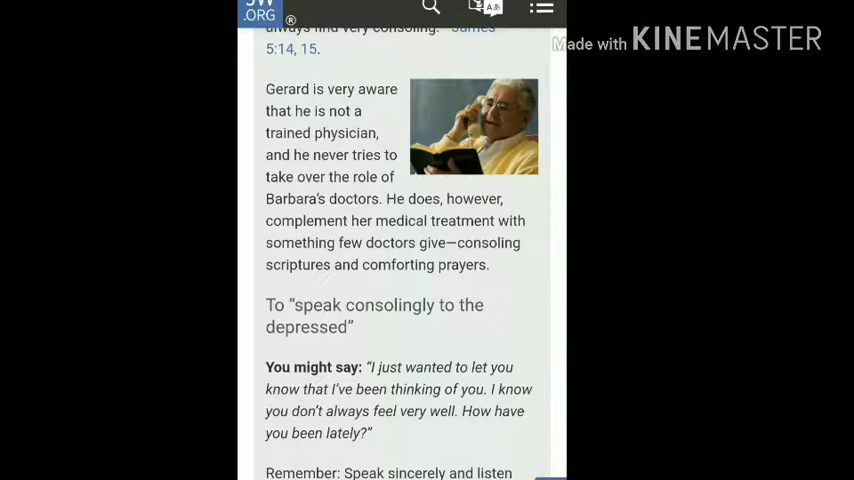 JW
.ORG
®
Made with KINEMASTER
always find very consoling." James
5:14, 15.
Gerard is very aware
that he is not a
trained physician,
and he never tries to
take over the role of
Barbara's doctors. He does, however,
complement her medical treatment with
something few doctors give—consoling
scriptures and comforting prayers.
To “speak consolingly to the
depressed”
You might say: “I just wanted to let you
know that I’ve been thinking of you. I know
you don’t always feel very well. How have
you been lately?”
Remember: Speak sincerely and listen